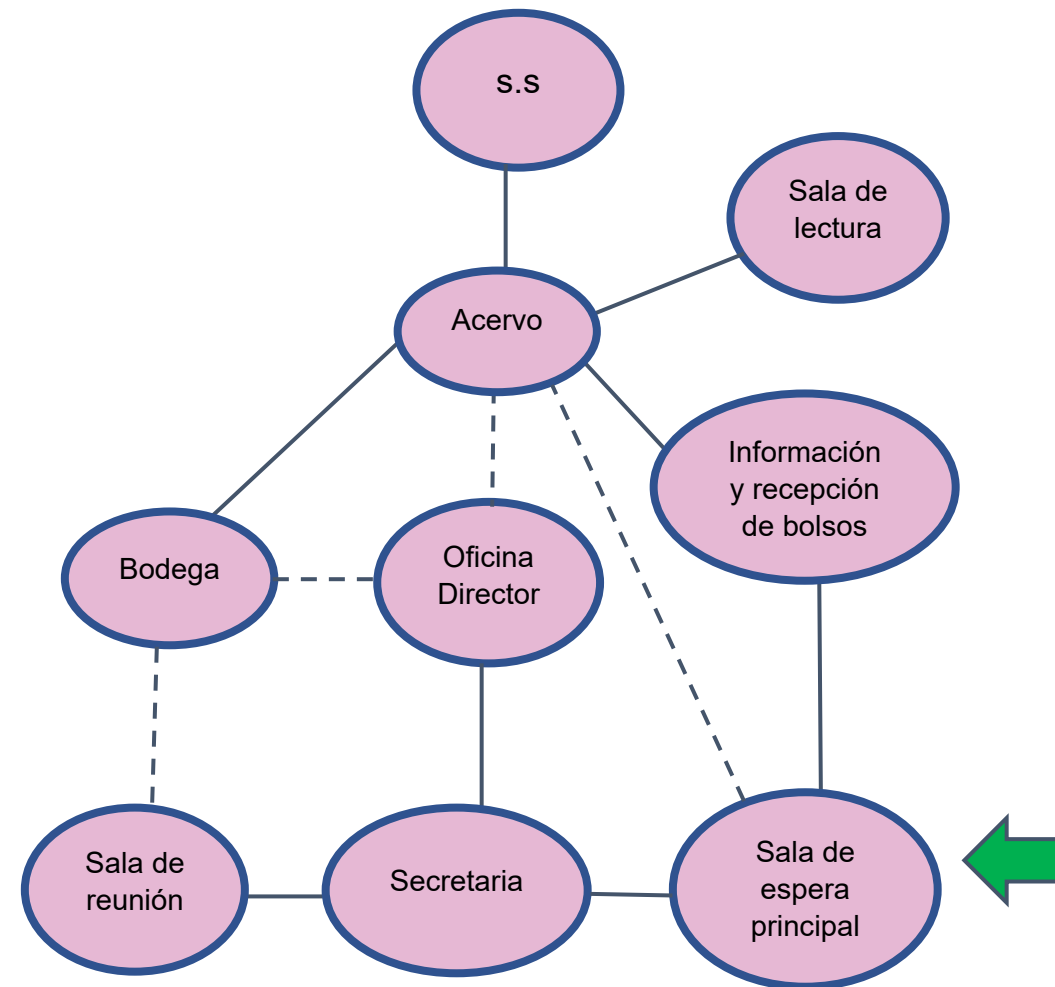 s.s
Sala de
lectura
Acervo
Información
y recepción
de bolsos
Bodega
Oficina
Director
Sala de
reunión
Secretaria
Sala de
espera
principal